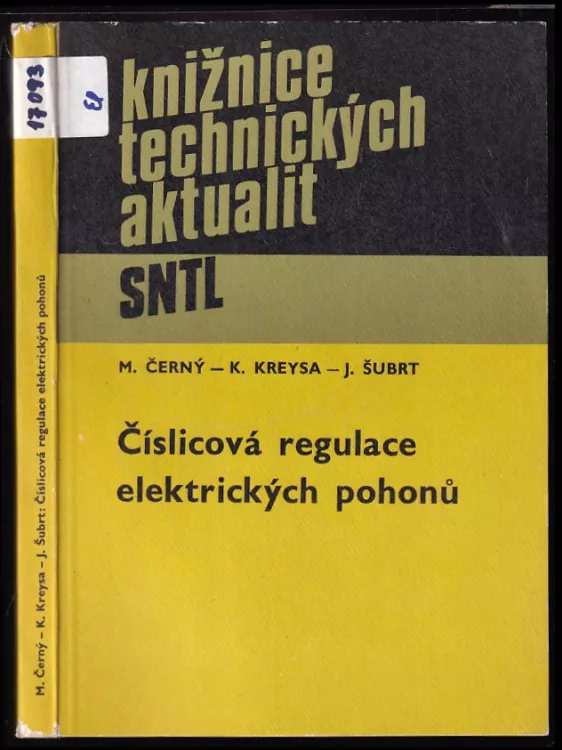 17093
El
knižnice
technických
aktualit
SNTL
M. ČERNÝ – K. KREYSA – J. ŠUBRT
Číslicová regulace
elektrických pohonů
M. Černý – K. Kreysa – J. Šubrt: Číslicová regulace elektrických pohonů